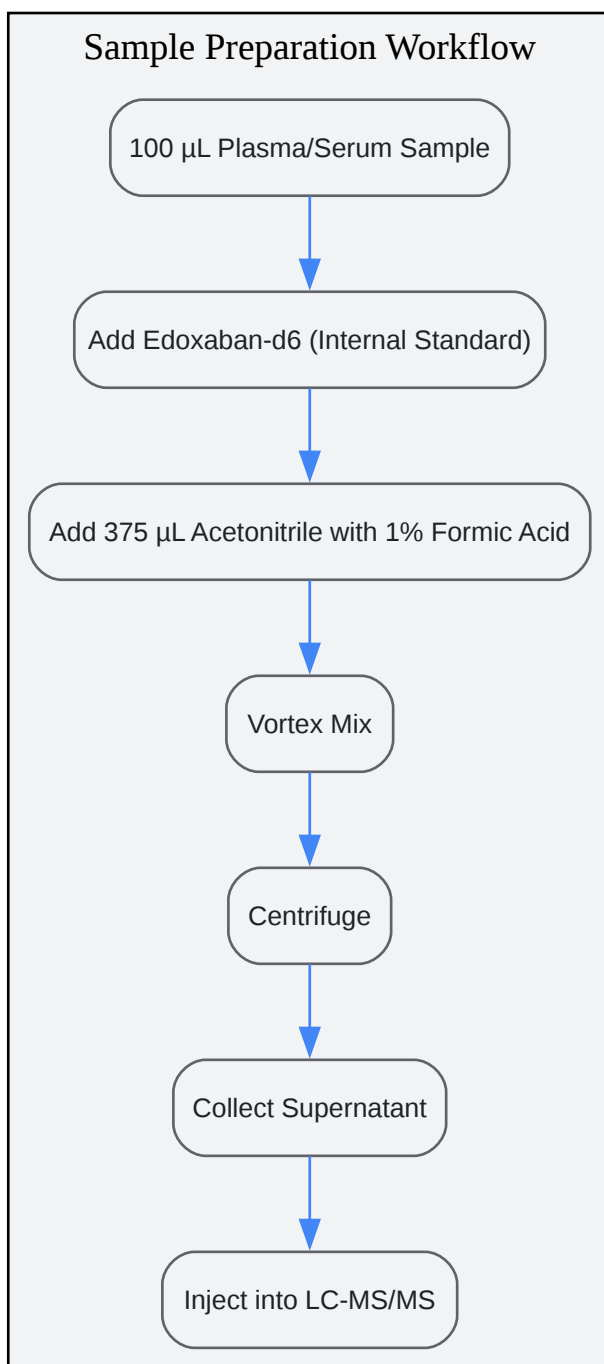 Sample Preparation Workflow
100 µL Plasma/Serum Sample
Add Edoxaban-d6 (Internal Standard)
Add 375 µL Acetonitrile with 1% Formic Acid
Vortex Mix
Centrifuge
Collect Supernatant
Inject into LC-MS/MS